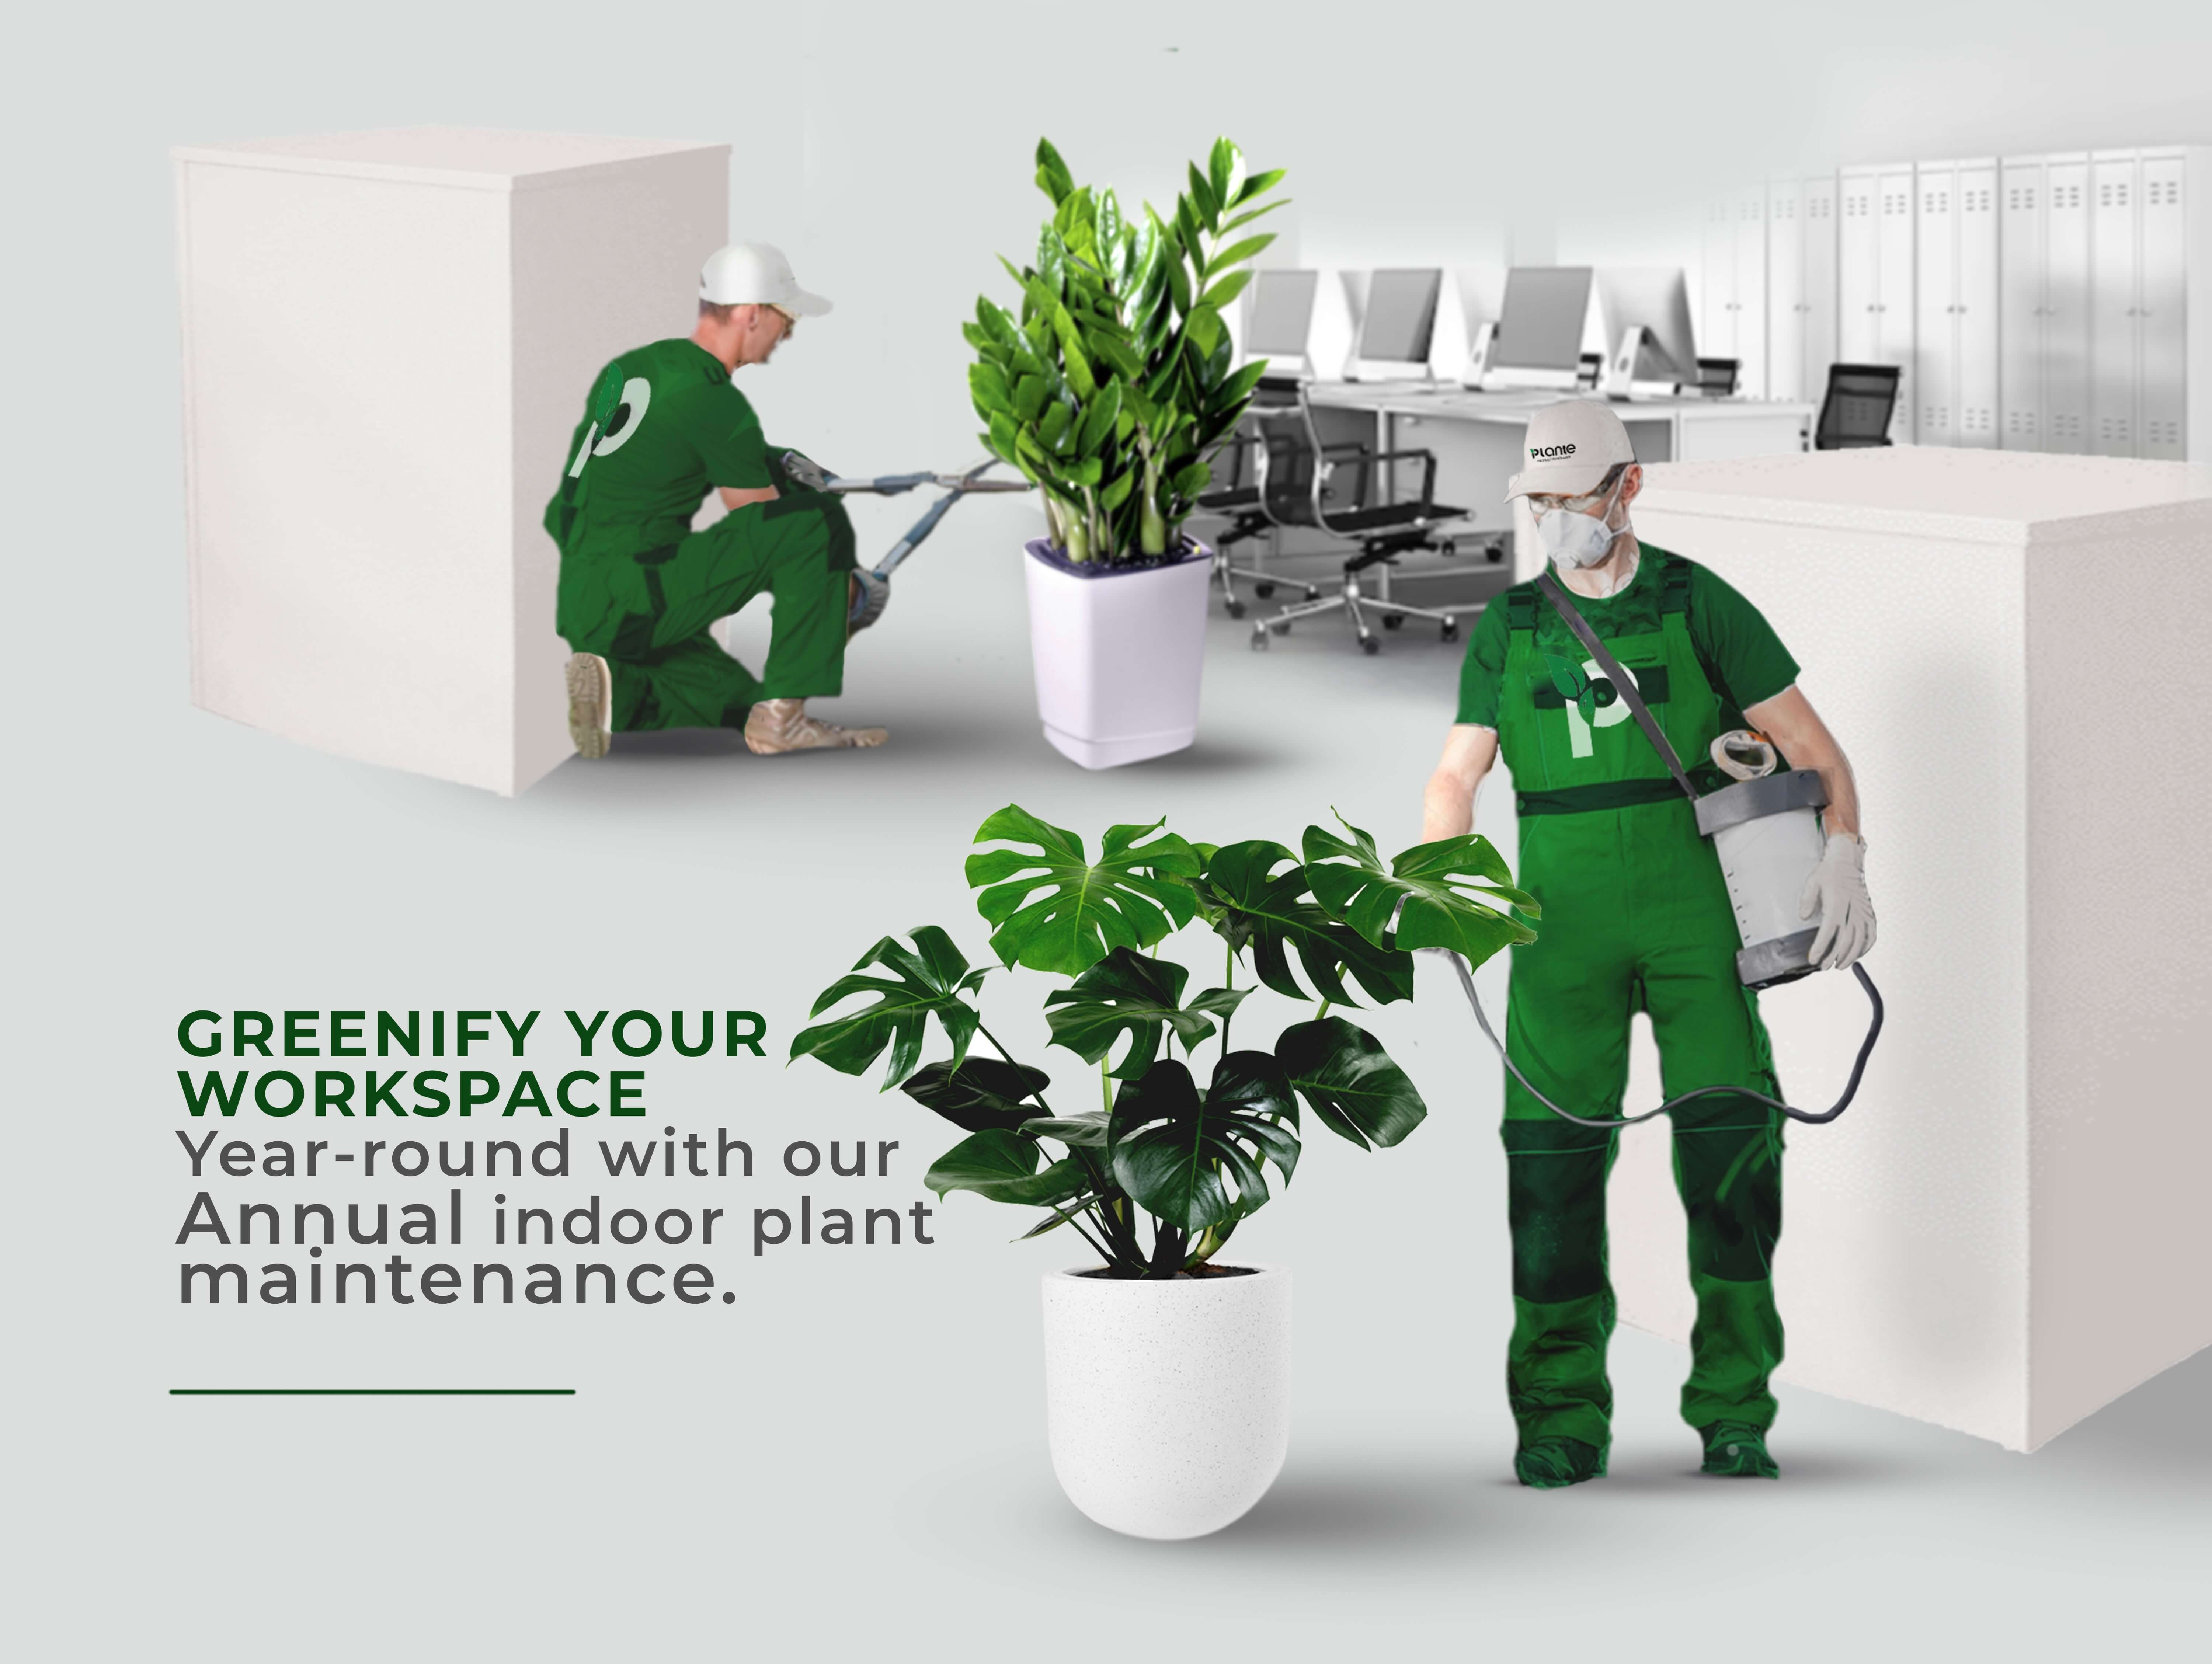 Plante
GREENIFY YOUR
WORKSPACE
Year-round with our
Annual indoor plant
maintenance.